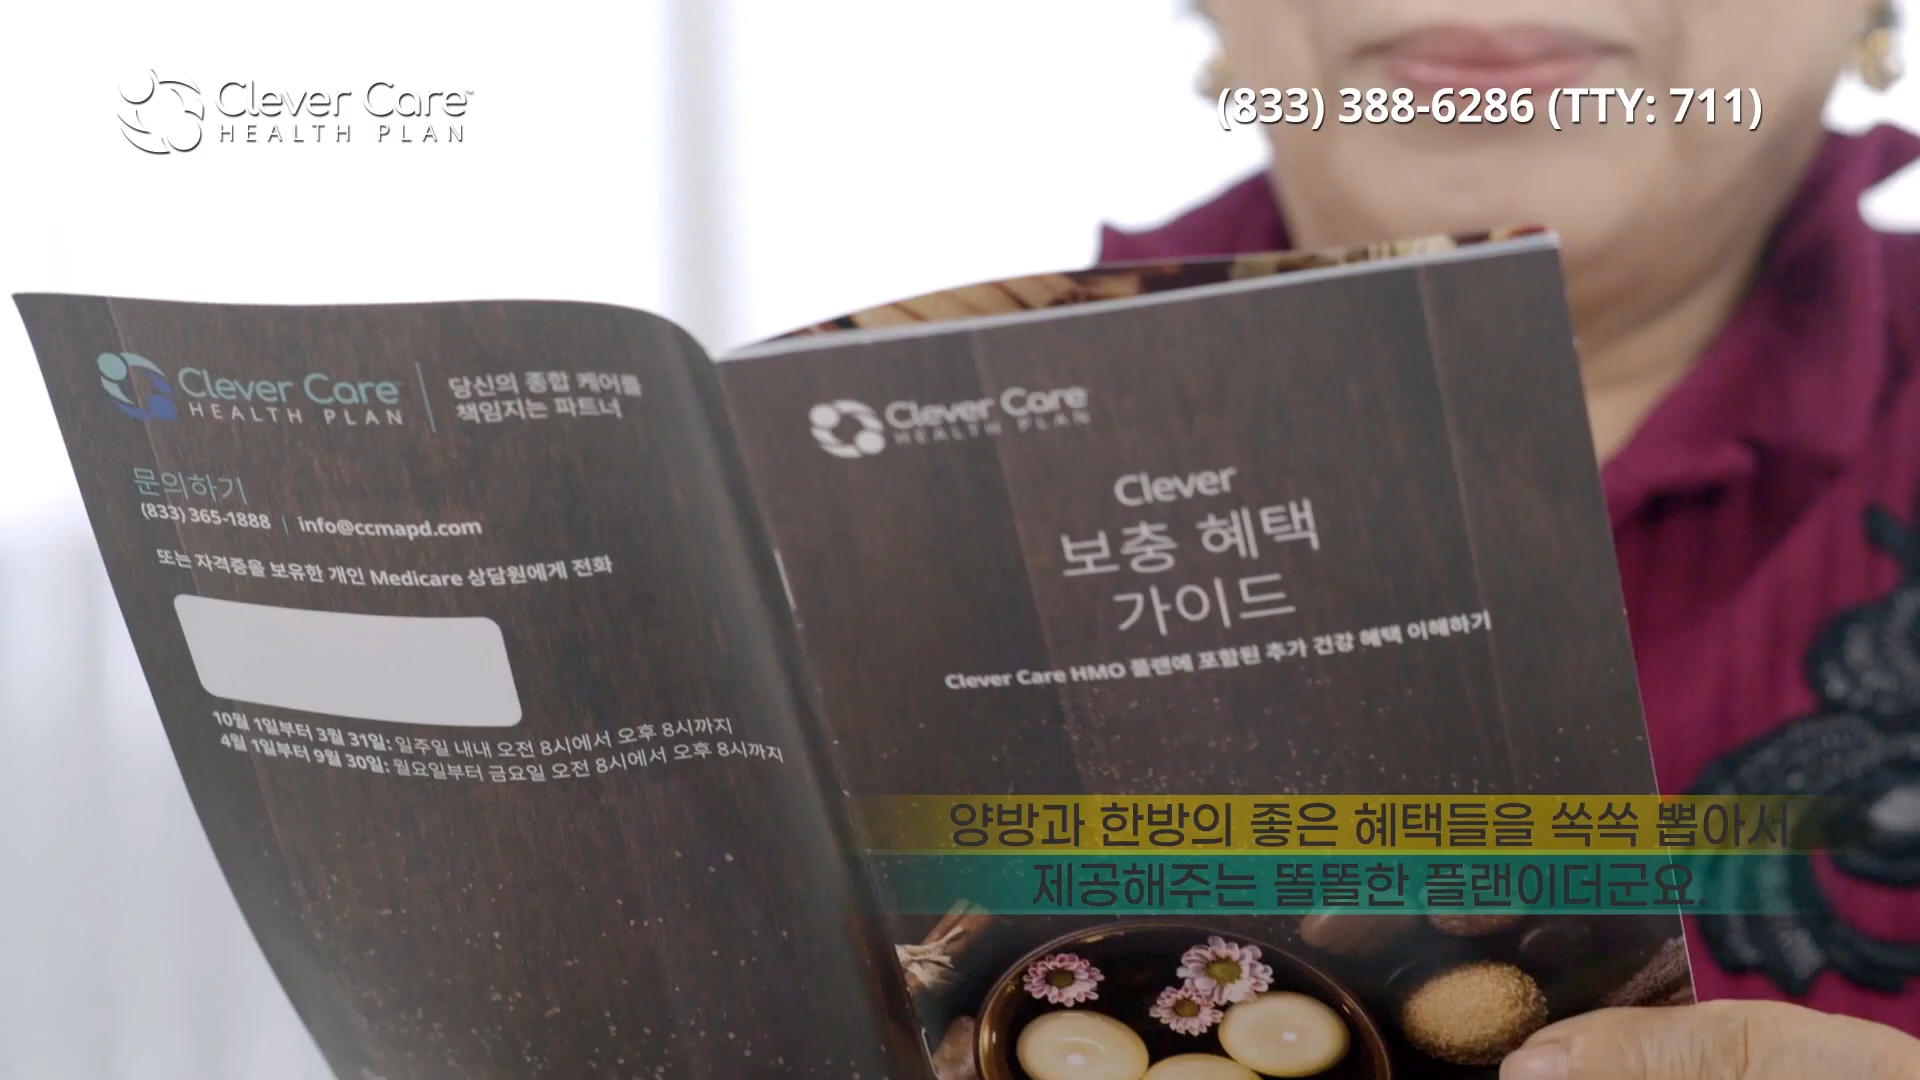 Clever Care™
HEALTH PLAN
(833) 388-6286 (TTY: 711)
Clever Care
HEALTH PLAN
당신의 종합 케어를
책임지는 파트너
문의하기
(833) 365-1888 | info@ccmapd.com
또는 자격증을 보유한 개인 Medicare 상담원에게 전화
10월 1일부터 3월 31일: 일주일 내내 오전 8시에서 오후 8시까지
4월 1일부터 9월 30일: 월요일부터 금요일 오전 8시에서 오후 8시까지
Clever Care
HEALTH PLAN
Clever
보충 혜택
가이드
Clever Care HMO 플랜에 포함된 추가 건강 혜택 이해하기
양방과 한방의 좋은 혜택들을 쏙쏙 뽑아서
제공해주는 똘똘한 플랜이더군요.